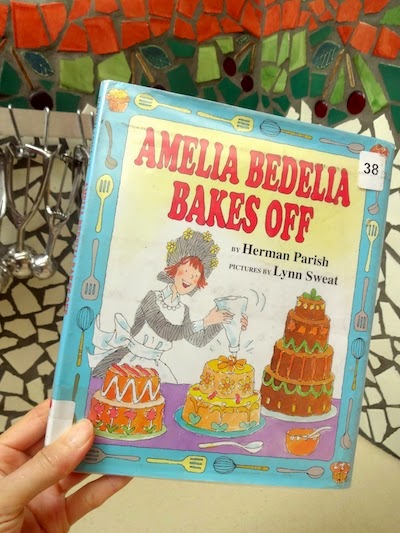 38
AMELIA BEDELIA
BAKES OFF
BY Herman Parish
PICTURES BY Lynn Sweat